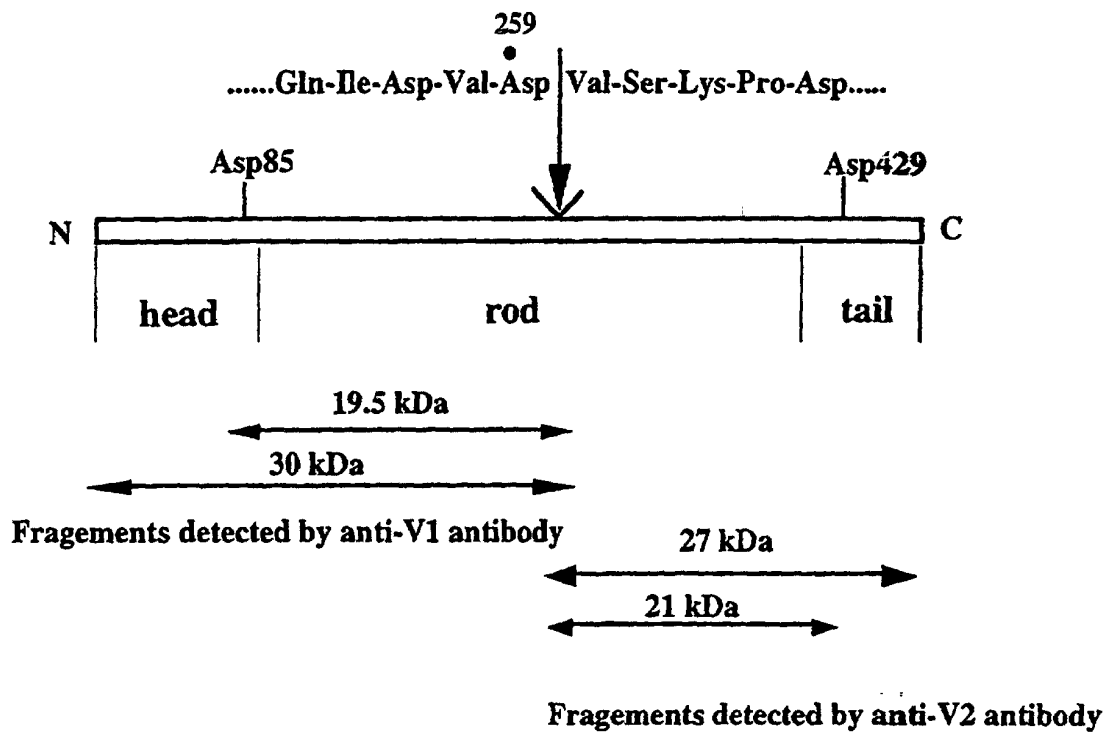 259
......Gln-Ile-Asp-Val-Asp Val-Ser-Lys-Pro-Asp.....
Asp85 Asp429
N C
head rod tail
19.5 kDa
30 kDa
Fragements detected by anti-V1 antibody
27 kDa
21 kDa
Fragements detected by anti-V2 antibody